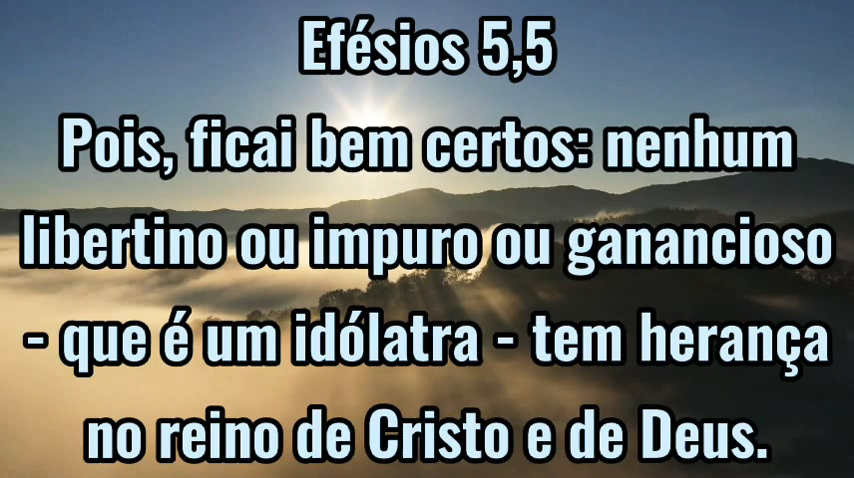 Efésios 5,5
Pois, ficai bem certos: nenhum
libertino ou impuro ou ganancioso
- que é um idólatra - tem herança
no reino de Cristo e de Deus.